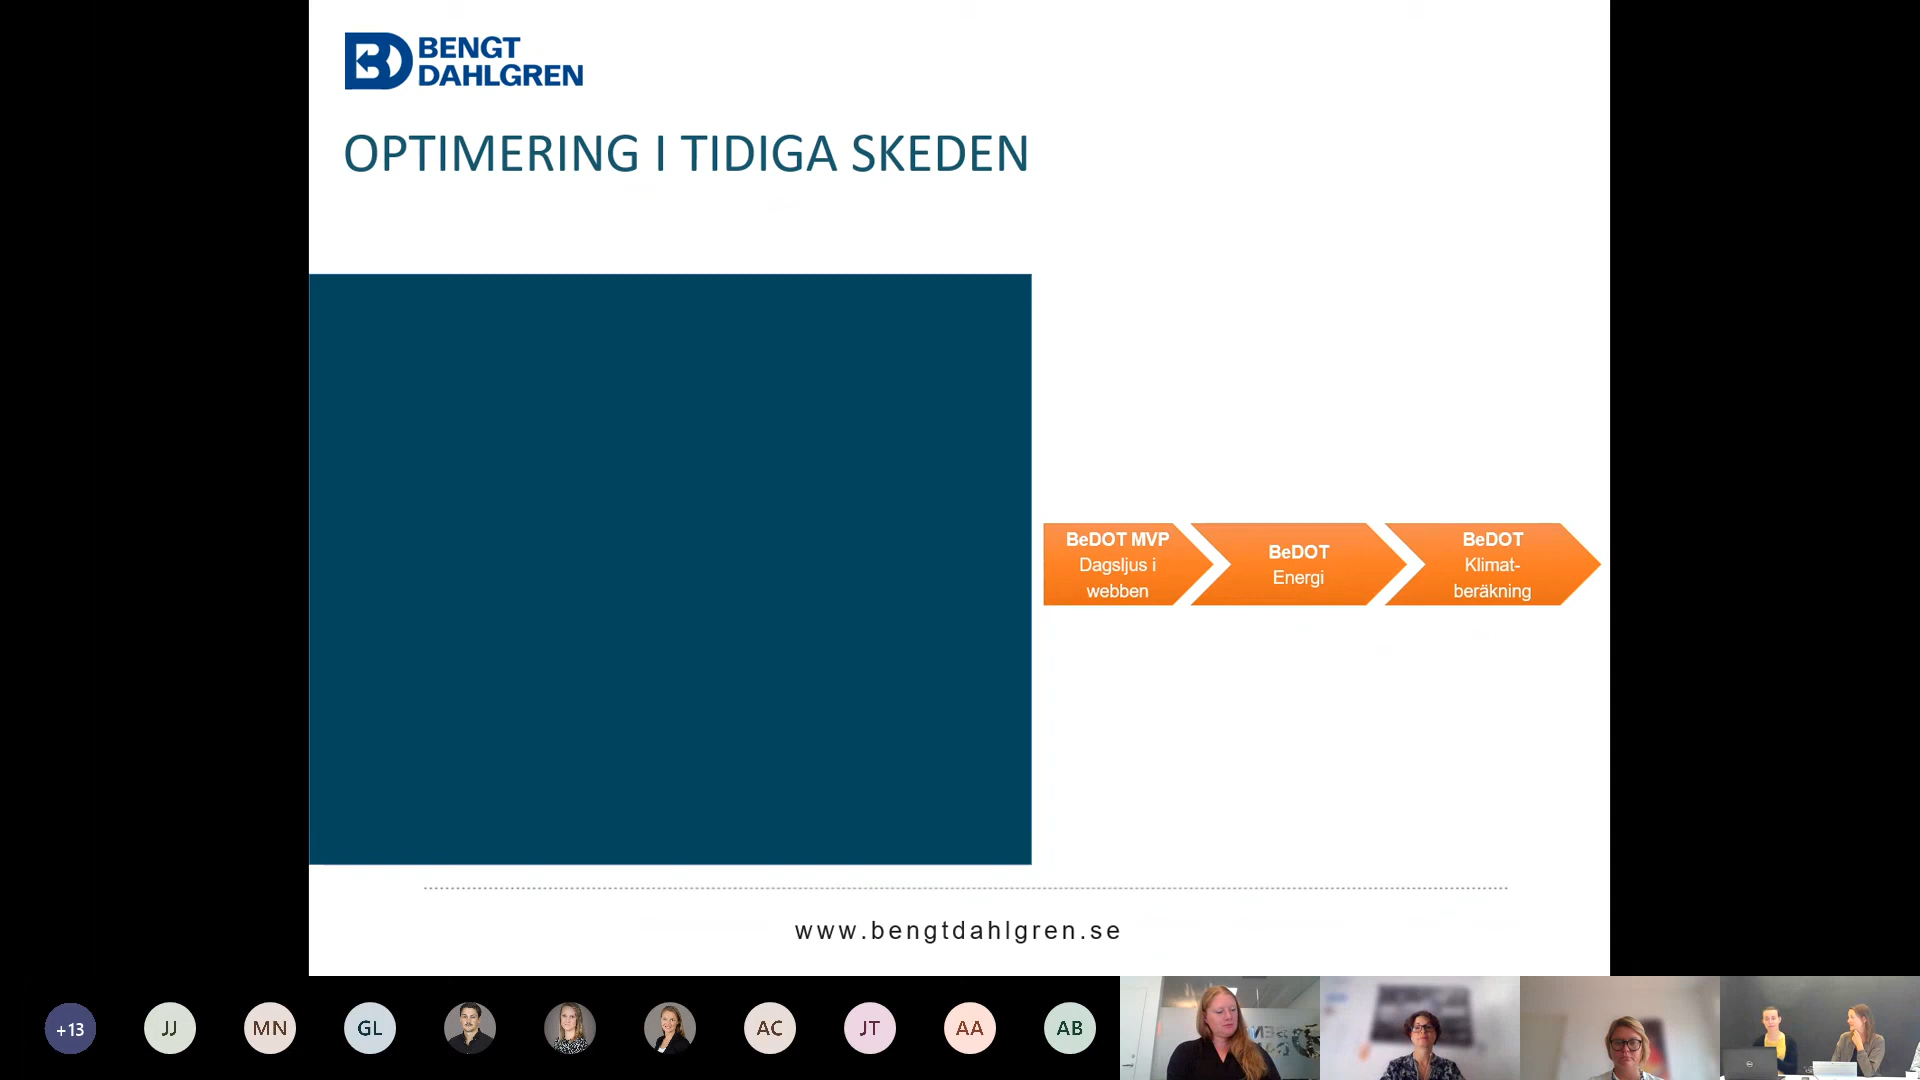 BENGT
DAHLGREN
OPTIMERING I TIDIGA SKEDEN
BeDOT MVP
Dagsljus i
webben
BeDOT
Energi
BeDOT
Klimat-
beräkning
www.bengtdahlgren.se
+13
JJ
MN
GL
AC
JT
AA
AB